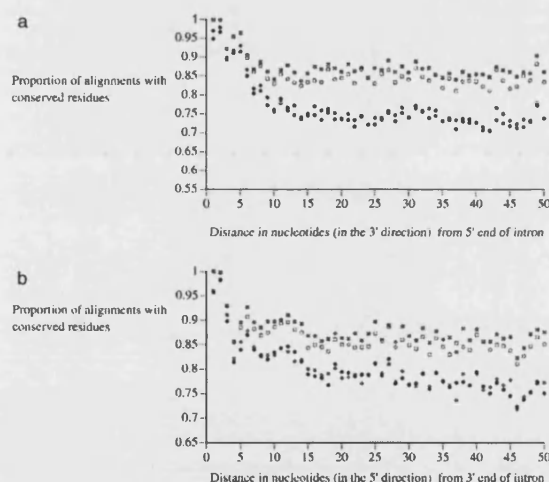 a
1
0.95
0.9
0.85
0.8
0.75
0.7
0.65
0.6
0.55
Proportion of alignments with
conserved residues
0 5 10 15 20 25 30 35 40 45 50
Distance in nucleotides (in the 3' direction) from 5' end of intron
b
1
0.95
0.9
0.85
0.8
0.75
0.7
0.65
Proportion of alignments with
conserved residues
0 5 10 15 20 25 30 35 40 45 50
Distance in nucleotides (in the 5' direction) from 3' end of intron